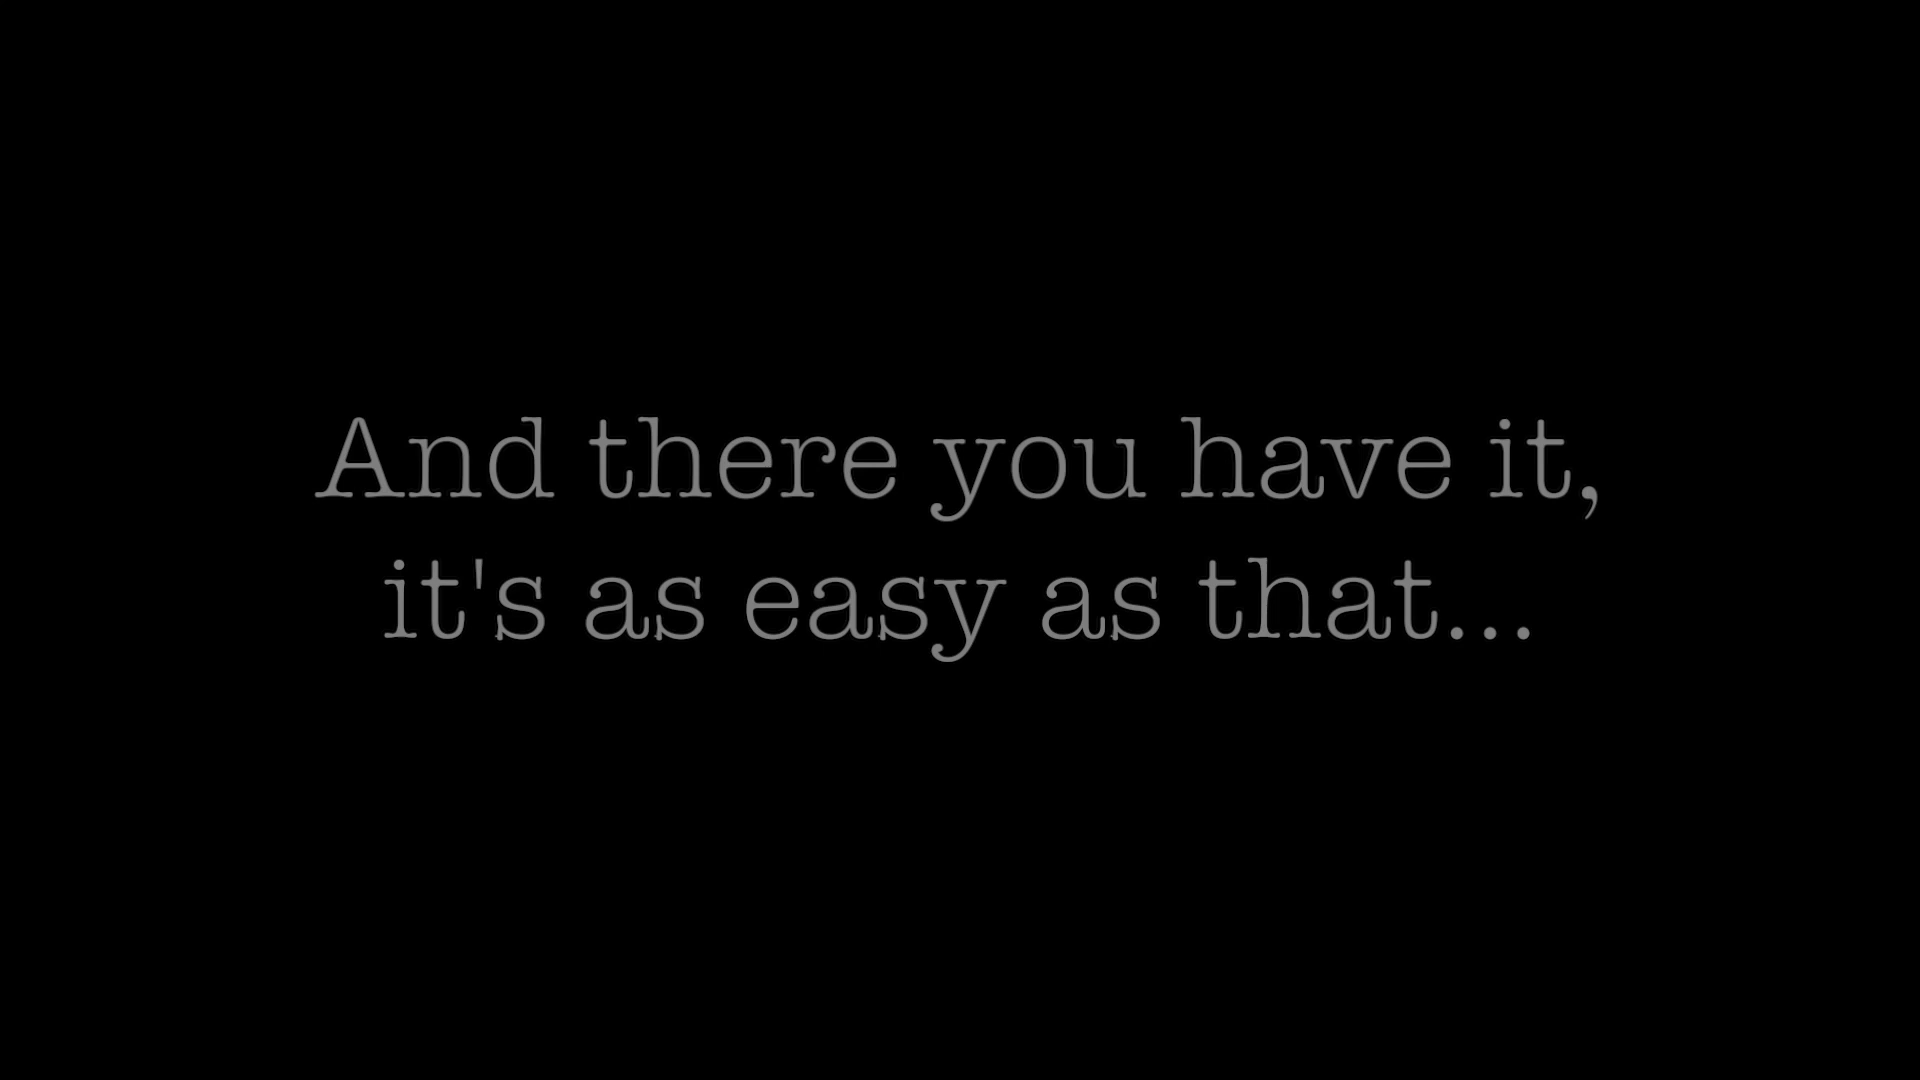 And there you have it,
it's as easy as that...